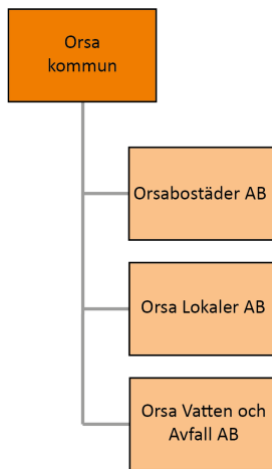 Orsa
kommun
Orsabostäder AB
Orsa Lokaler AB
Orsa Vatten och
Avfall AB